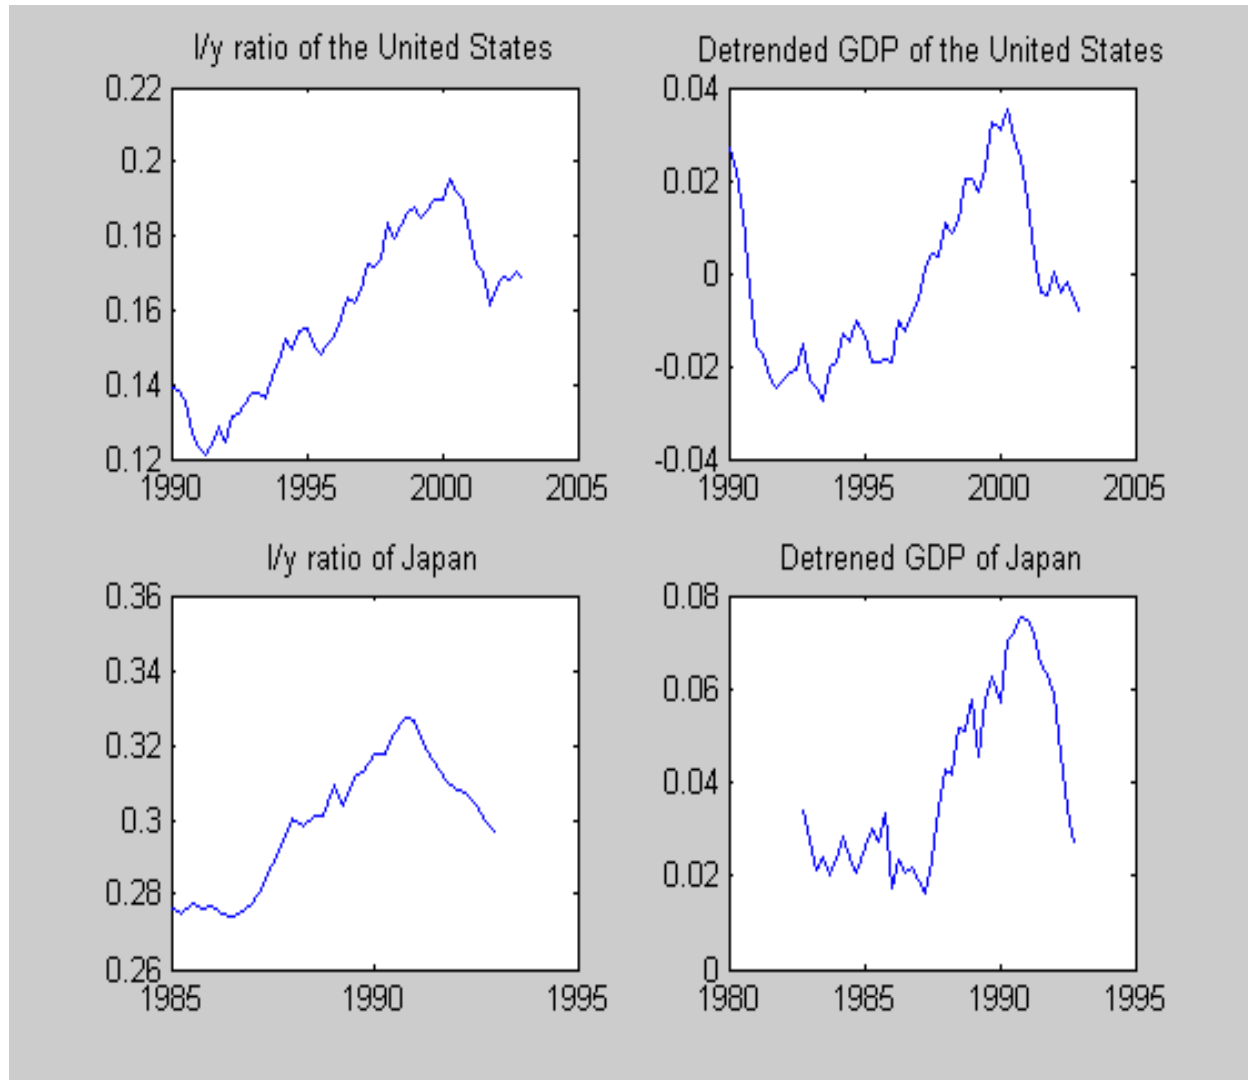 I/y ratio of the United States
0.22
0.2
0.18
0.16
0.14
0.12
1990 1995 2000 2005
Detrended GDP of the United States
0.04
0.02
0
-0.02
-0.04
1990 1995 2000 2005
I/y ratio of Japan
0.36
0.34
0.32
0.3
0.28
0.26
1985 1990 1995
Detrened GDP of Japan
0.08
0.06
0.04
0.02
0
1980 1985 1990 1995